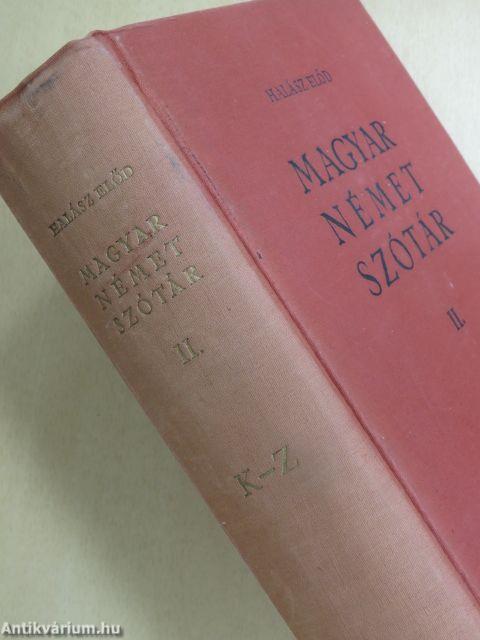 HALÁSZ ELŐD
MAGYAR
NÉMET
SZÓTÁR
II.
K-Z
HALÁSZ ELŐD
MAGYAR
NÉMET
SZÓTÁR
II.
Antikvárium.hu